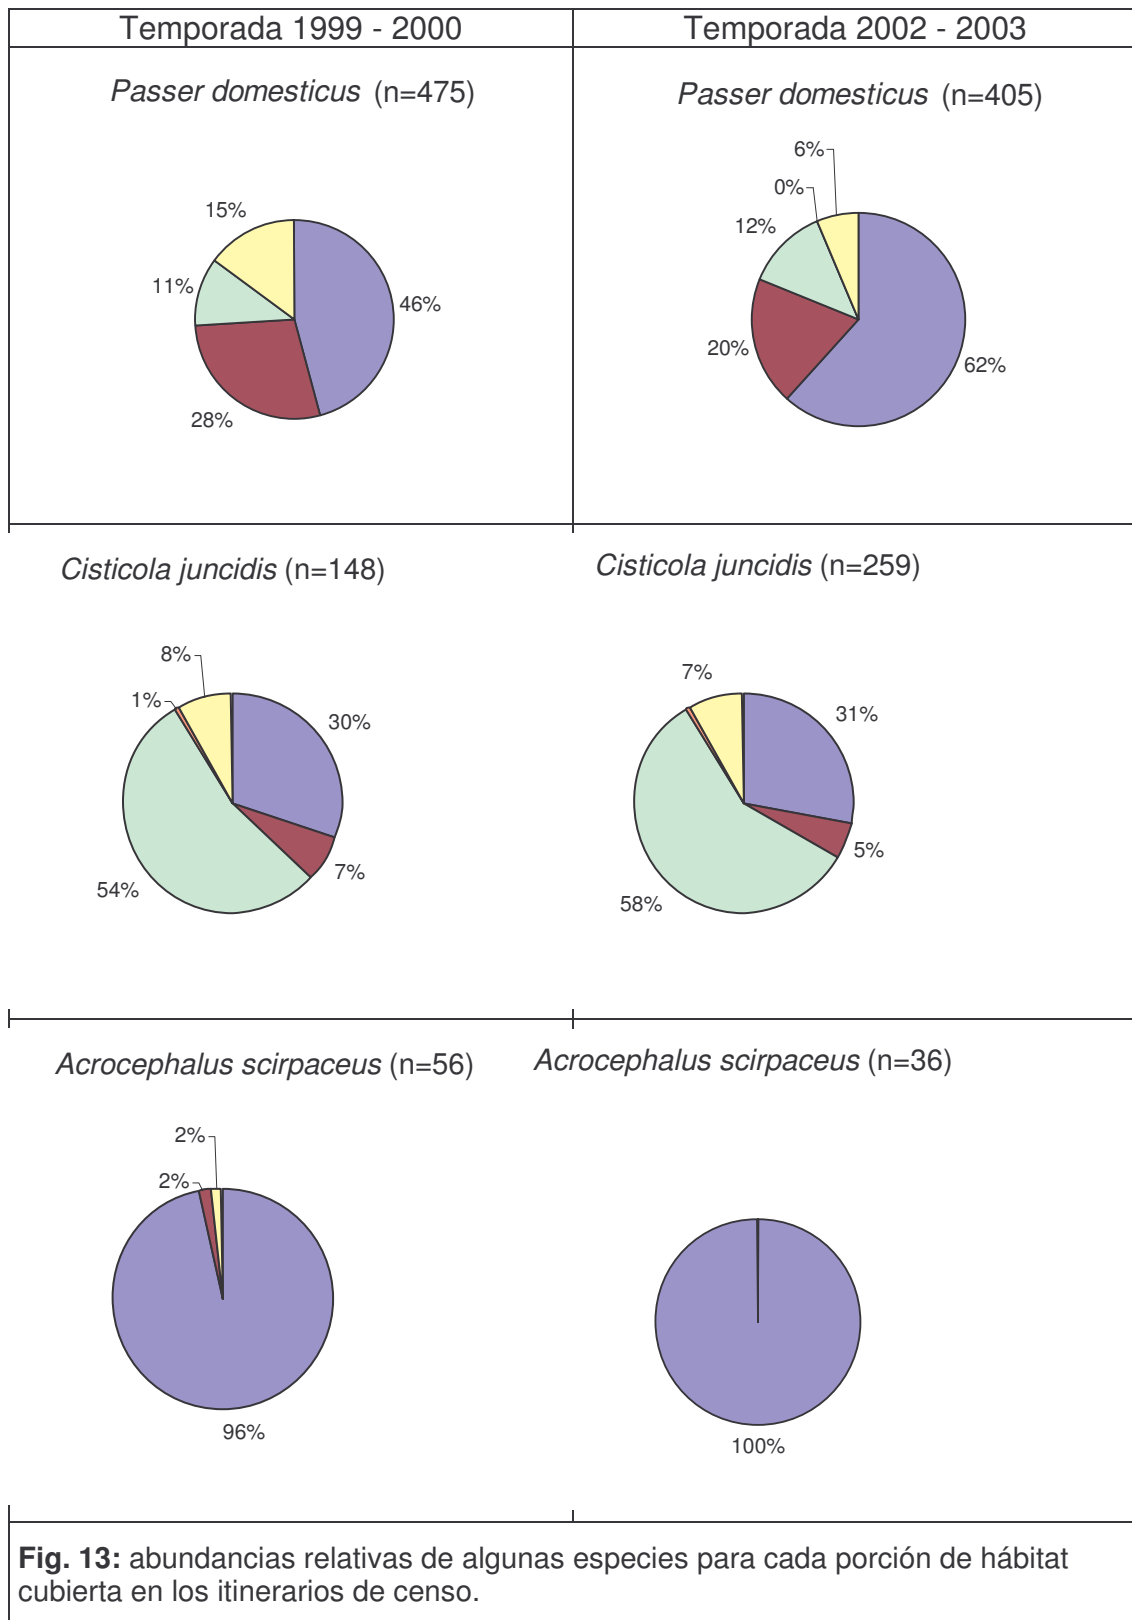 Temporada 1999 - 2000
Temporada 2002 - 2003
Passer domesticus (n=475)
15%
11%
46%
28%
Passer domesticus (n=405)
6%
0%
12%
20%
62%
Cisticola juncidis (n=148)
8%
1%
30%
7%
54%
Cisticola juncidis (n=259)
7%
31%
5%
58%
Acrocephalus scirpaceus (n=56)
2%
2%
96%
Acrocephalus scirpaceus (n=36)
100%
Fig. 13: abundancias relativas de algunas especies para cada porción de hábitat
cubierta en los itinerarios de censo.